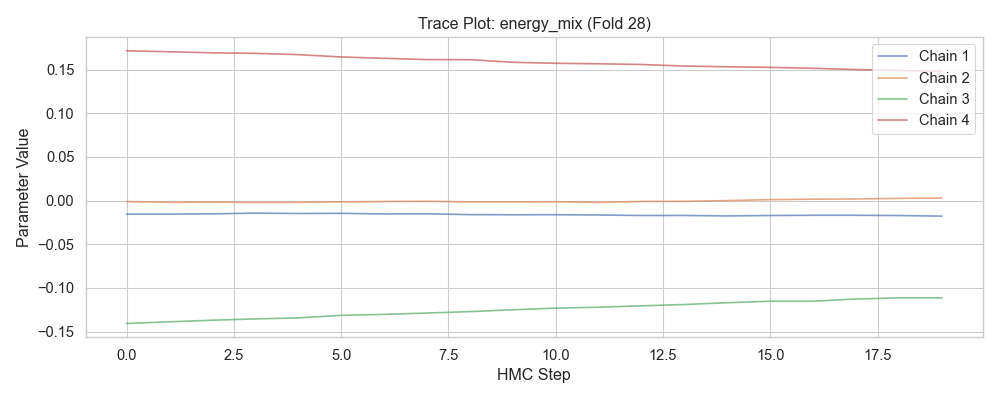 Trace Plot: energy_mix (Fold 28)
Chain 1
Chain 2
Chain 3
Chain 4
Parameter Value
0.15
0.10
0.05
0.00
−0.05
−0.10
−0.15
0.0 2.5 5.0 7.5 10.0 12.5 15.0 17.5
HMC Step